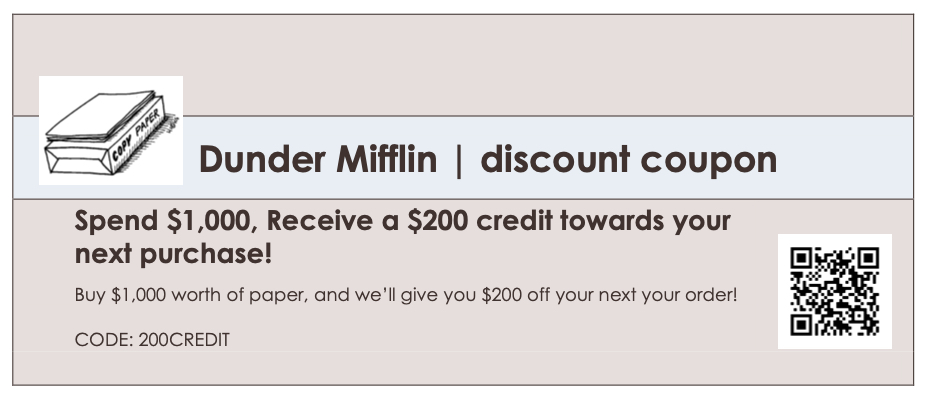 COPY PAPER
Dunder Mifflin | discount coupon
Spend $1,000, Receive a $200 credit towards your
next purchase!
Buy $1,000 worth of paper, and we’ll give you $200 off your next your order!
CODE: 200CREDIT